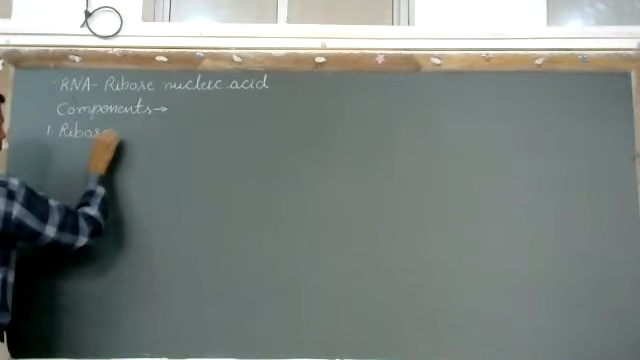 RNA- Ribose nucleic acid
Components→
1. Ribose